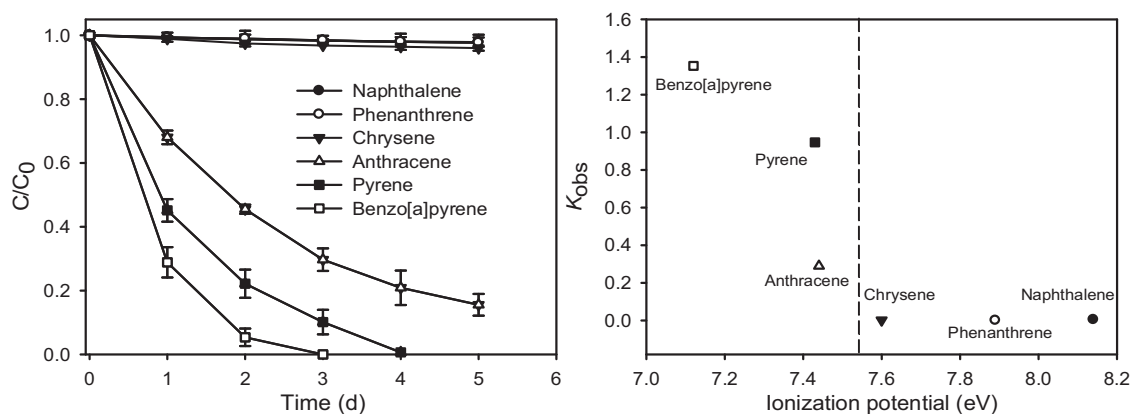 1.0
0.8
0.6
0.4
0.2
0.0
C/C0
0 1 2 3 4 5 6
Time (d)
Naphthalene
Phenanthrene
Chrysene
Anthracene
Pyrene
Benzo[a]pyrene
1.6
1.4
1.2
1.0
0.8
0.6
0.4
0.2
0.0
Kobs
Benzo[a]pyrene
Pyrene
Anthracene
Chrysene
Naphthalene
Phenanthrene
7.0 7.2 7.4 7.6 7.8 8.0 8.2
Ionization potential (eV)